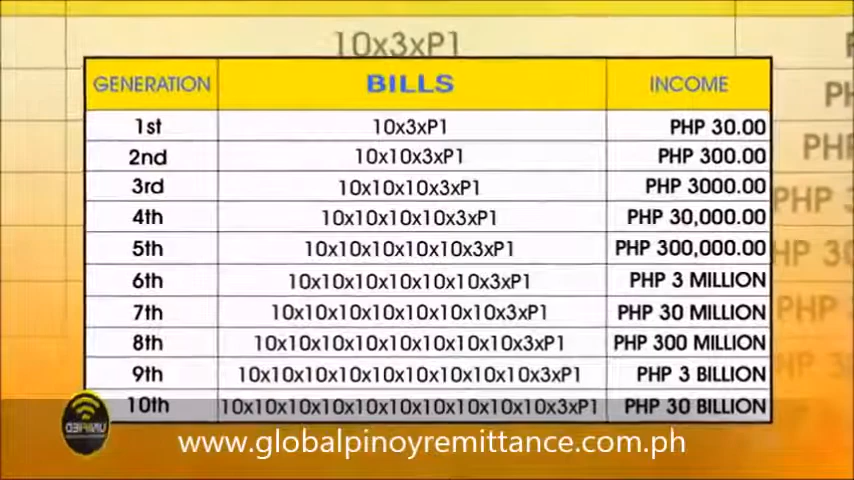 10x3xP1
GENERATION BILLS INCOME
1st 10x3xP1 PHP 30.00
2nd 10x10x3xP1 PHP 300.00
3rd 10x10x10x3xP1 PHP 3000.00
4th 10x10x10x10x3xP1 PHP 30,000.00
5th 10x10x10x10x10x3xP1 PHP 300,000.00
6th 10x10x10x10x10x10x3xP1 PHP 3 MILLION
7th 10x10x10x10x10x10x10x3xP1 PHP 30 MILLION
8th 10x10x10x10x10x10x10x10x3xP1 PHP 300 MILLION
9th 10x10x10x10x10x10x10x10x10x3xP1 PHP 3 BILLION
10th 10x10x10x10x10x10x10x10x10x10x3xP1 PHP 30 BILLION
UNIFIED
www.globalpinoyremittance.com.ph